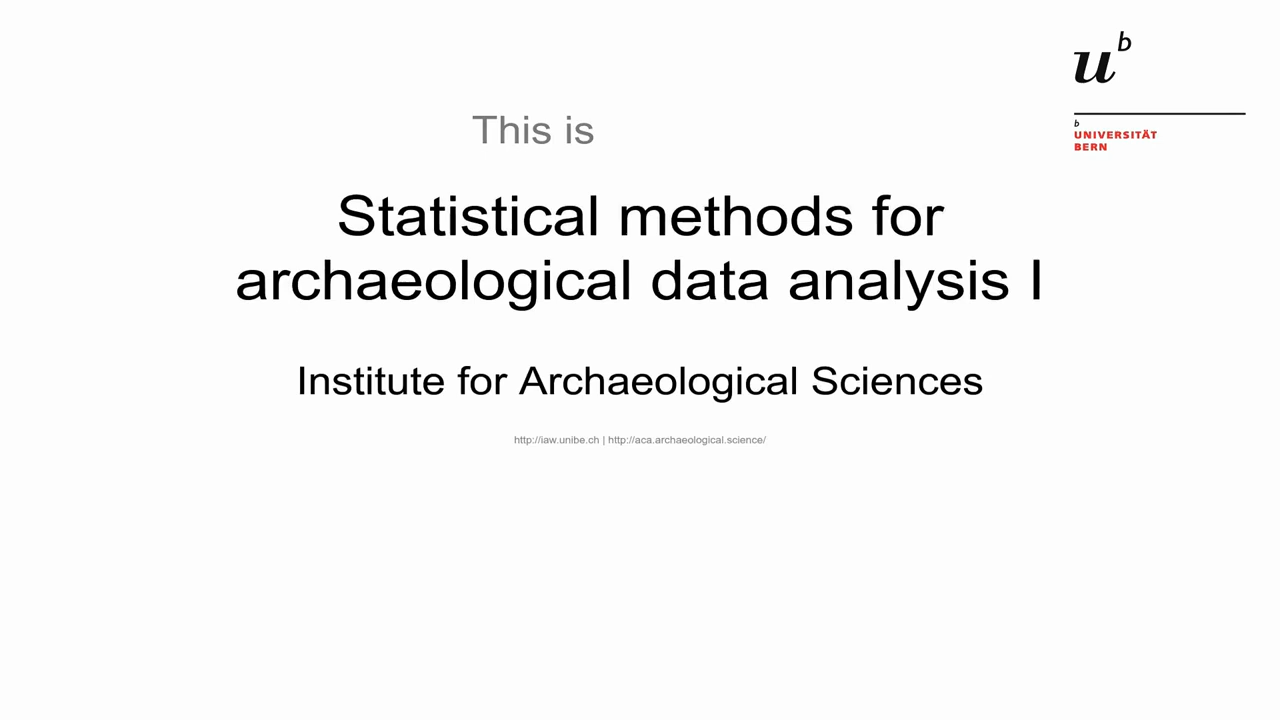 u^b
This is
b
UNIVERSITÄT
BERN
Statistical methods for
archaeological data analysis I
Institute for Archaeological Sciences
http://iaw.unibe.ch | http://aca.archaeological.science/